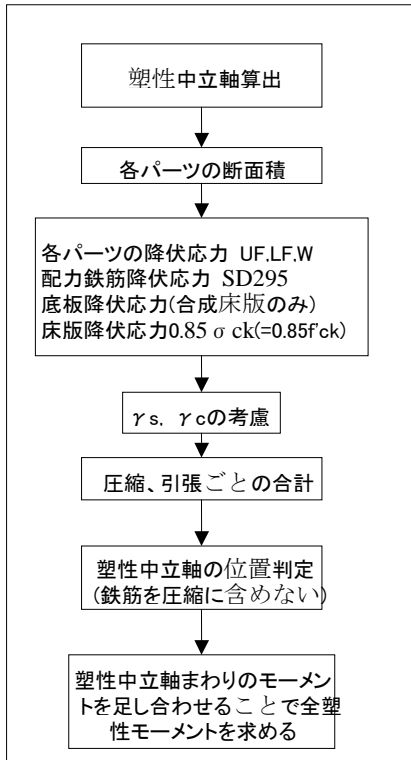 塑性中立軸算出
各パーツの断面積
各パーツの降伏応力 UF,LF,W
配力鉄筋降伏応力 SD295
底板降伏応力(合成床版のみ)
床版降伏応力0.85σck(=0.85f'ck)
γs, γcの考慮
圧縮、引張ごとの合計
塑性中立軸の位置判定
(鉄筋を圧縮に含めない)
塑性中立軸まわりのモーメン
トを足し合わせることで全塑
性モーメントを求める